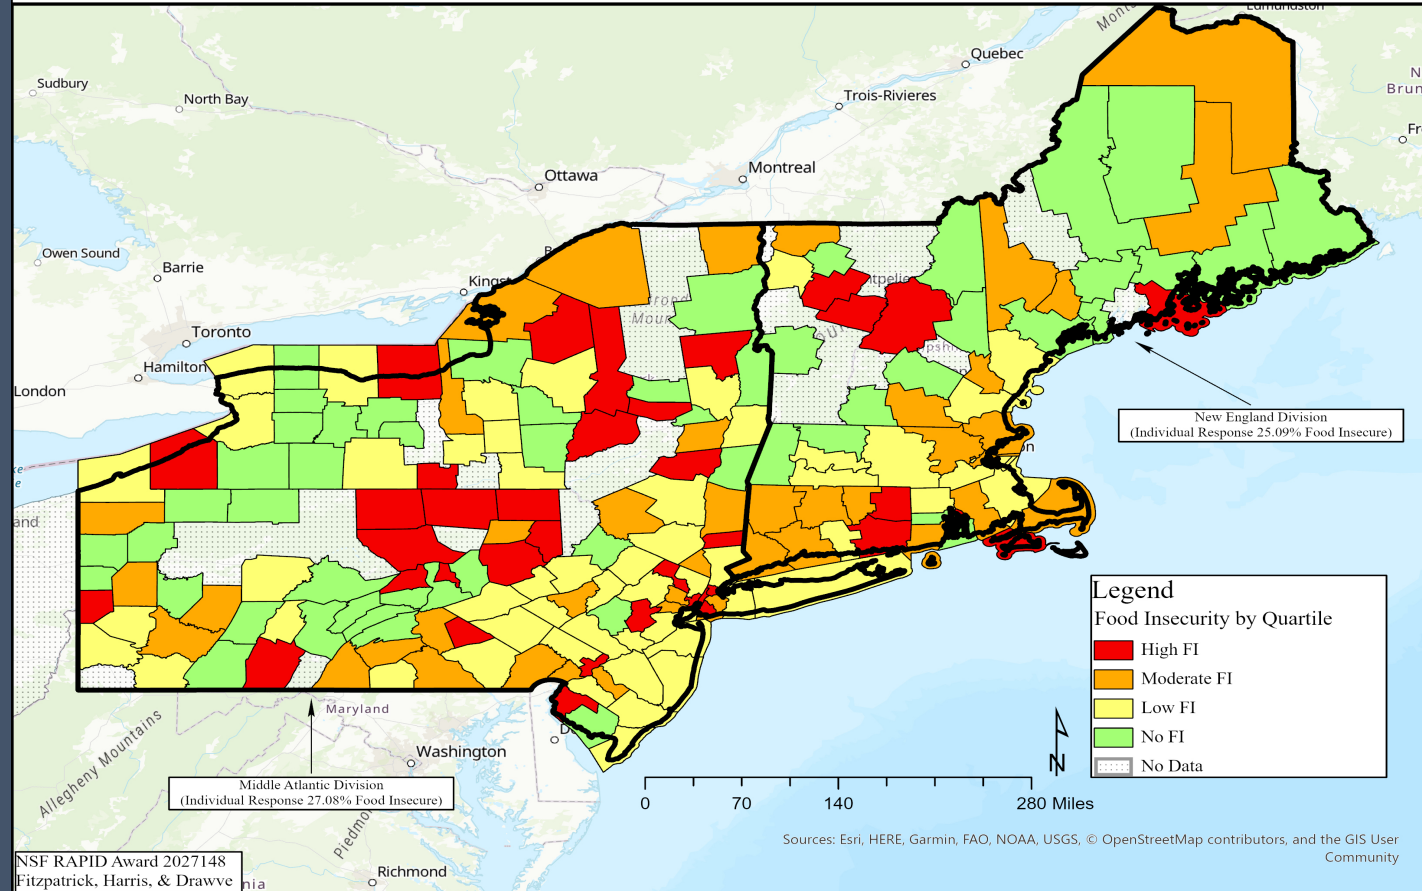 Edmundston
Quebec
Sudbury
North Bay
Trois-Rivieres
Montreal
Ottawa
Owen Sound
Barrie
Kingst
Toronto
Hamilton
London
New England Division
(Individual Response 25.09% Food Insecure)
Legend
Food Insecurity by Quartile
High FI
Moderate FI
Low FI
No FI
No Data
Maryland
Washington
Allegheny Mountains
Middle Atlantic Division
(Individual Response 27.08% Food Insecure)
N
0 70 140 280 Miles
Sources: Esri, HERE, Garmin, FAO, NOAA, USGS, © OpenStreetMap contributors, and the GIS User
Community
NSF RAPID Award 2027148
Fitzpatrick, Harris, & Drawve
Richmond